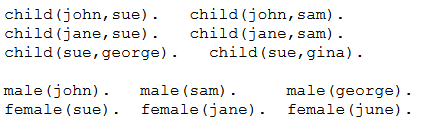 child(john,sue).   child(john,sam).
child(jane,sue).   child(jane,sam).
child(sue,george).   child(sue,gina).

male(john).   male(sam).     male(george).
female(sue).  female(jane).  female(june).